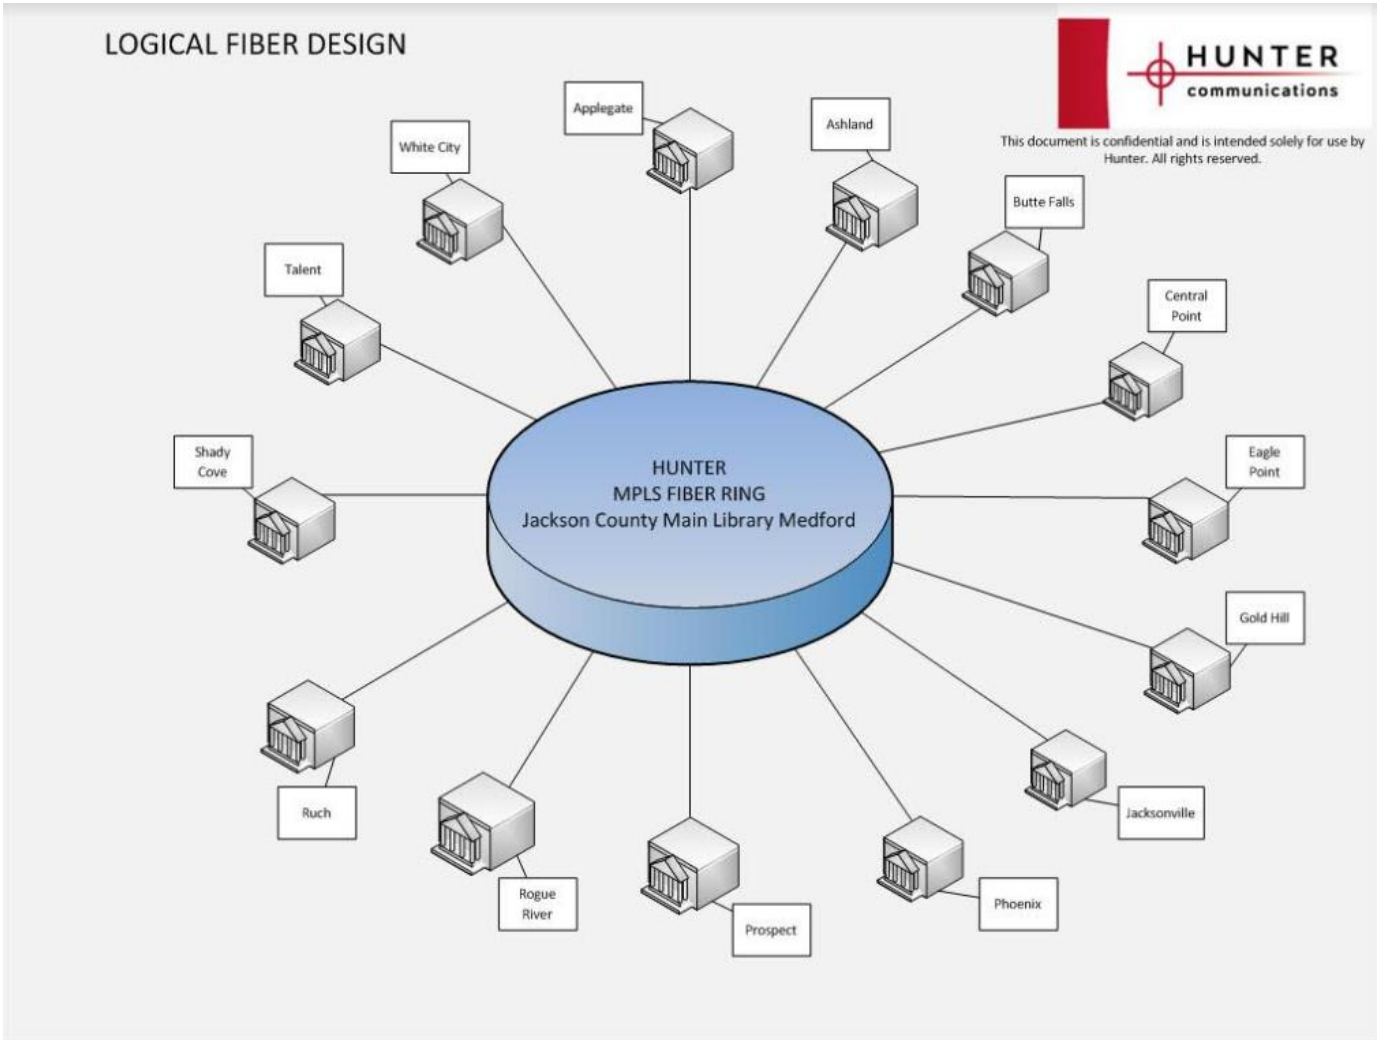 LOGICAL FIBER DESIGN
HUNTER
communications
This document is confidential and is intended solely for use by
Hunter. All rights reserved.
Applegate
Ashland
White City
Butte Falls
Talent
Central
Point
Shady
Cove
Eagle
Point
HUNTER
MPLS FIBER RING
Jackson County Main Library Medford
Gold Hill
Ruch
Jacksonville
Rogue
River
Phoenix
Prospect